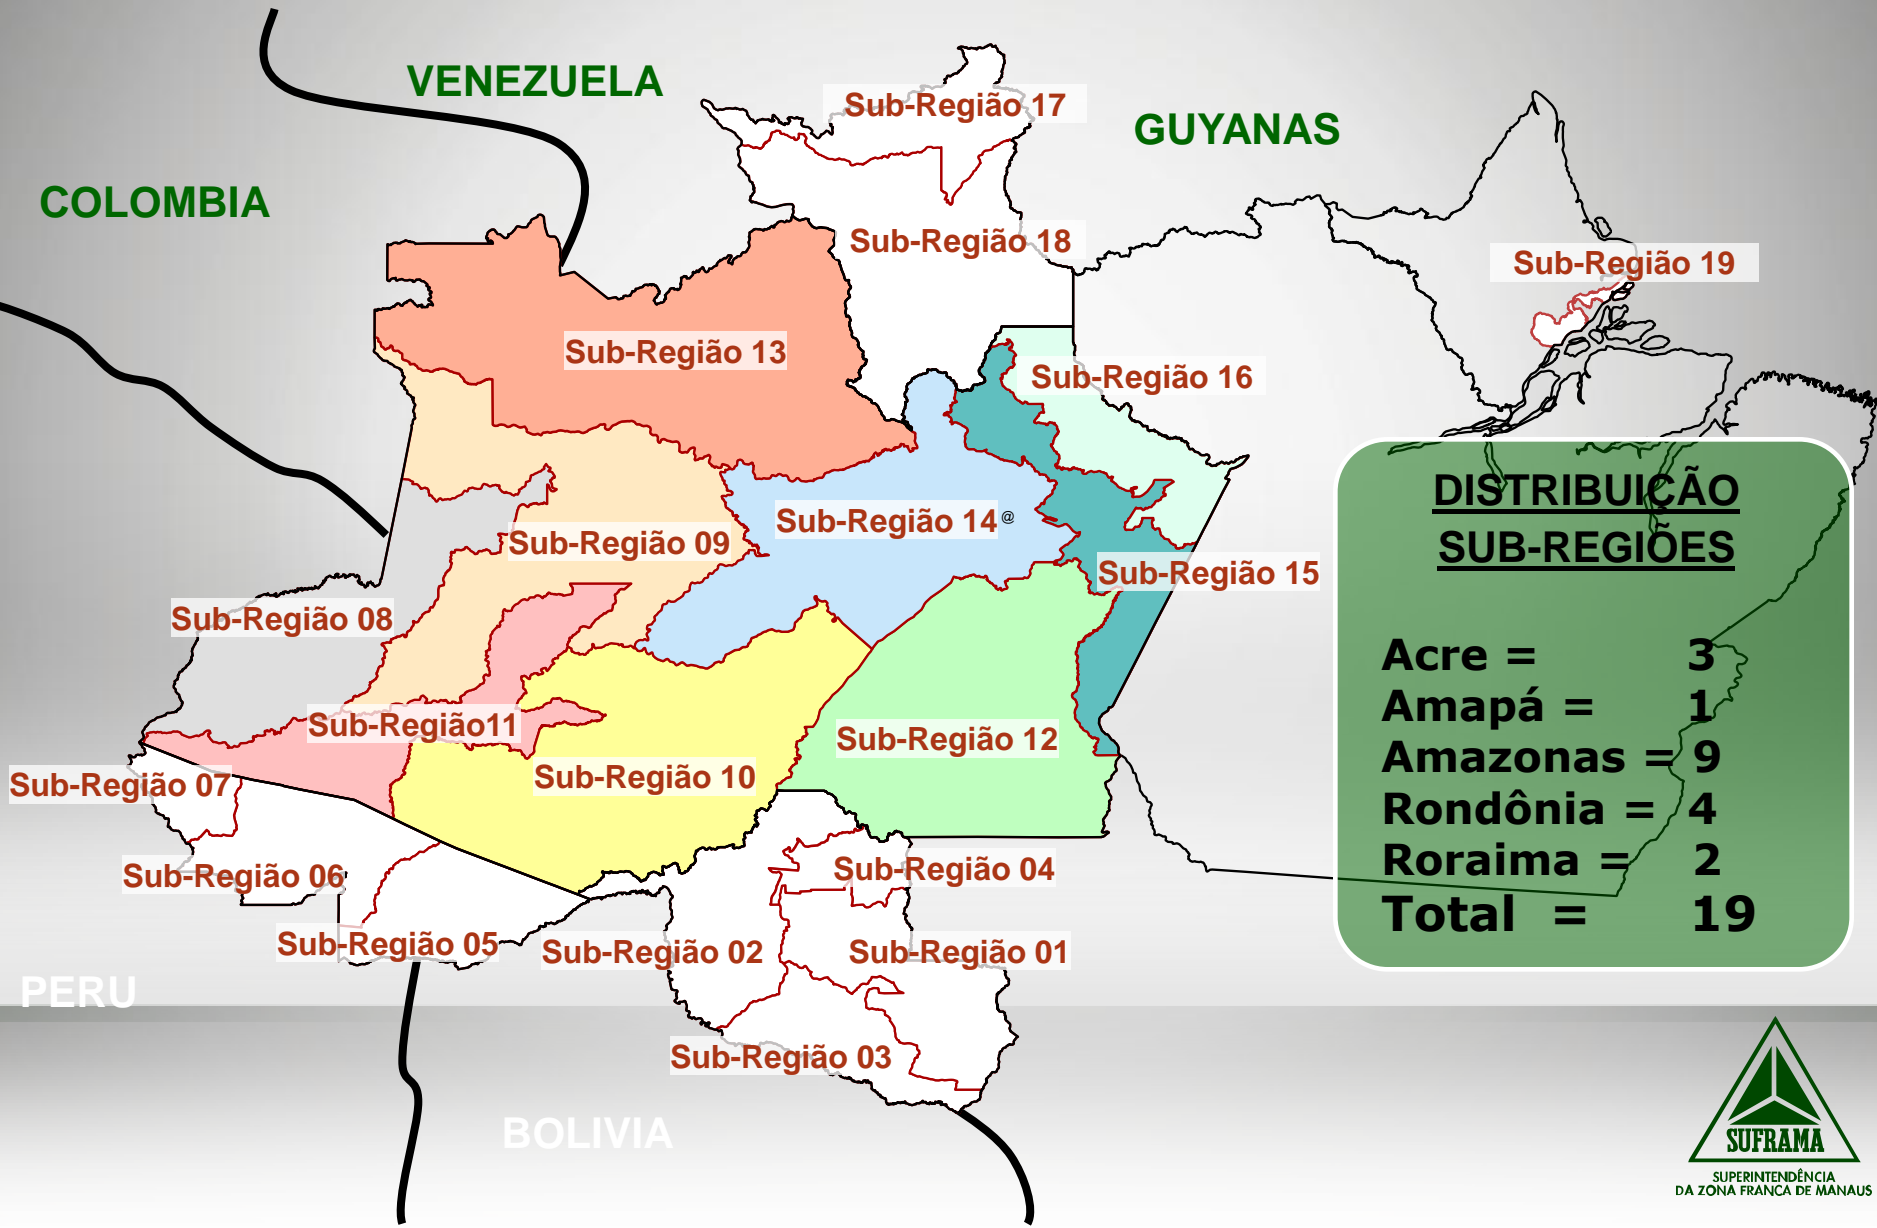 VENEZUELA
Sub-Região 17
GUYANAS
COLOMBIA
Sub-Região 18
Sub-Região 19
Sub-Região 13
Sub-Região 16
Sub-Região 14@
Sub-Região 09
Sub-Região 15
Sub-Região 08
Sub-Região11
Sub-Região 12
Sub-Região 10
Sub-Região 07
Sub-Região 06
Sub-Região 04
Sub-Região 05
Sub-Região 02
Sub-Região 01
PERU
Sub-Região 03
BOLIVIA
DISTRIBUIÇÃO
SUB-REGIÕES
Acre = 3
Amapá = 1
Amazonas = 9
Rondônia = 4
Roraima = 2
Total = 19
SUFRAMA
SUPERINTENDÊNCIA
DA ZONA FRANCA DE MANAUS